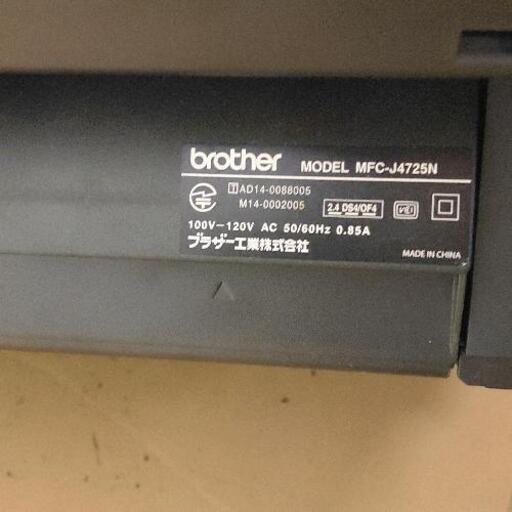 brother MODEL MFC-J4725N
T AD14-0088005
M14-0002005
2.4 DS4/OF4
VCI
100V-120V AC 50/60Hz 0.85A
ブラザー工業株式会社
MADE IN CHINA